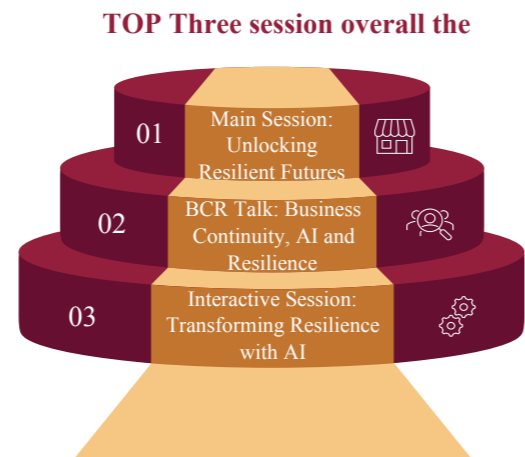 TOP Three session overall the
01
Main Session:
Unlocking
Resilient Futures
02
BCR Talk: Business
Continuity, AI and
Resilience
03
Interactive Session:
Transforming Resilience
with AI